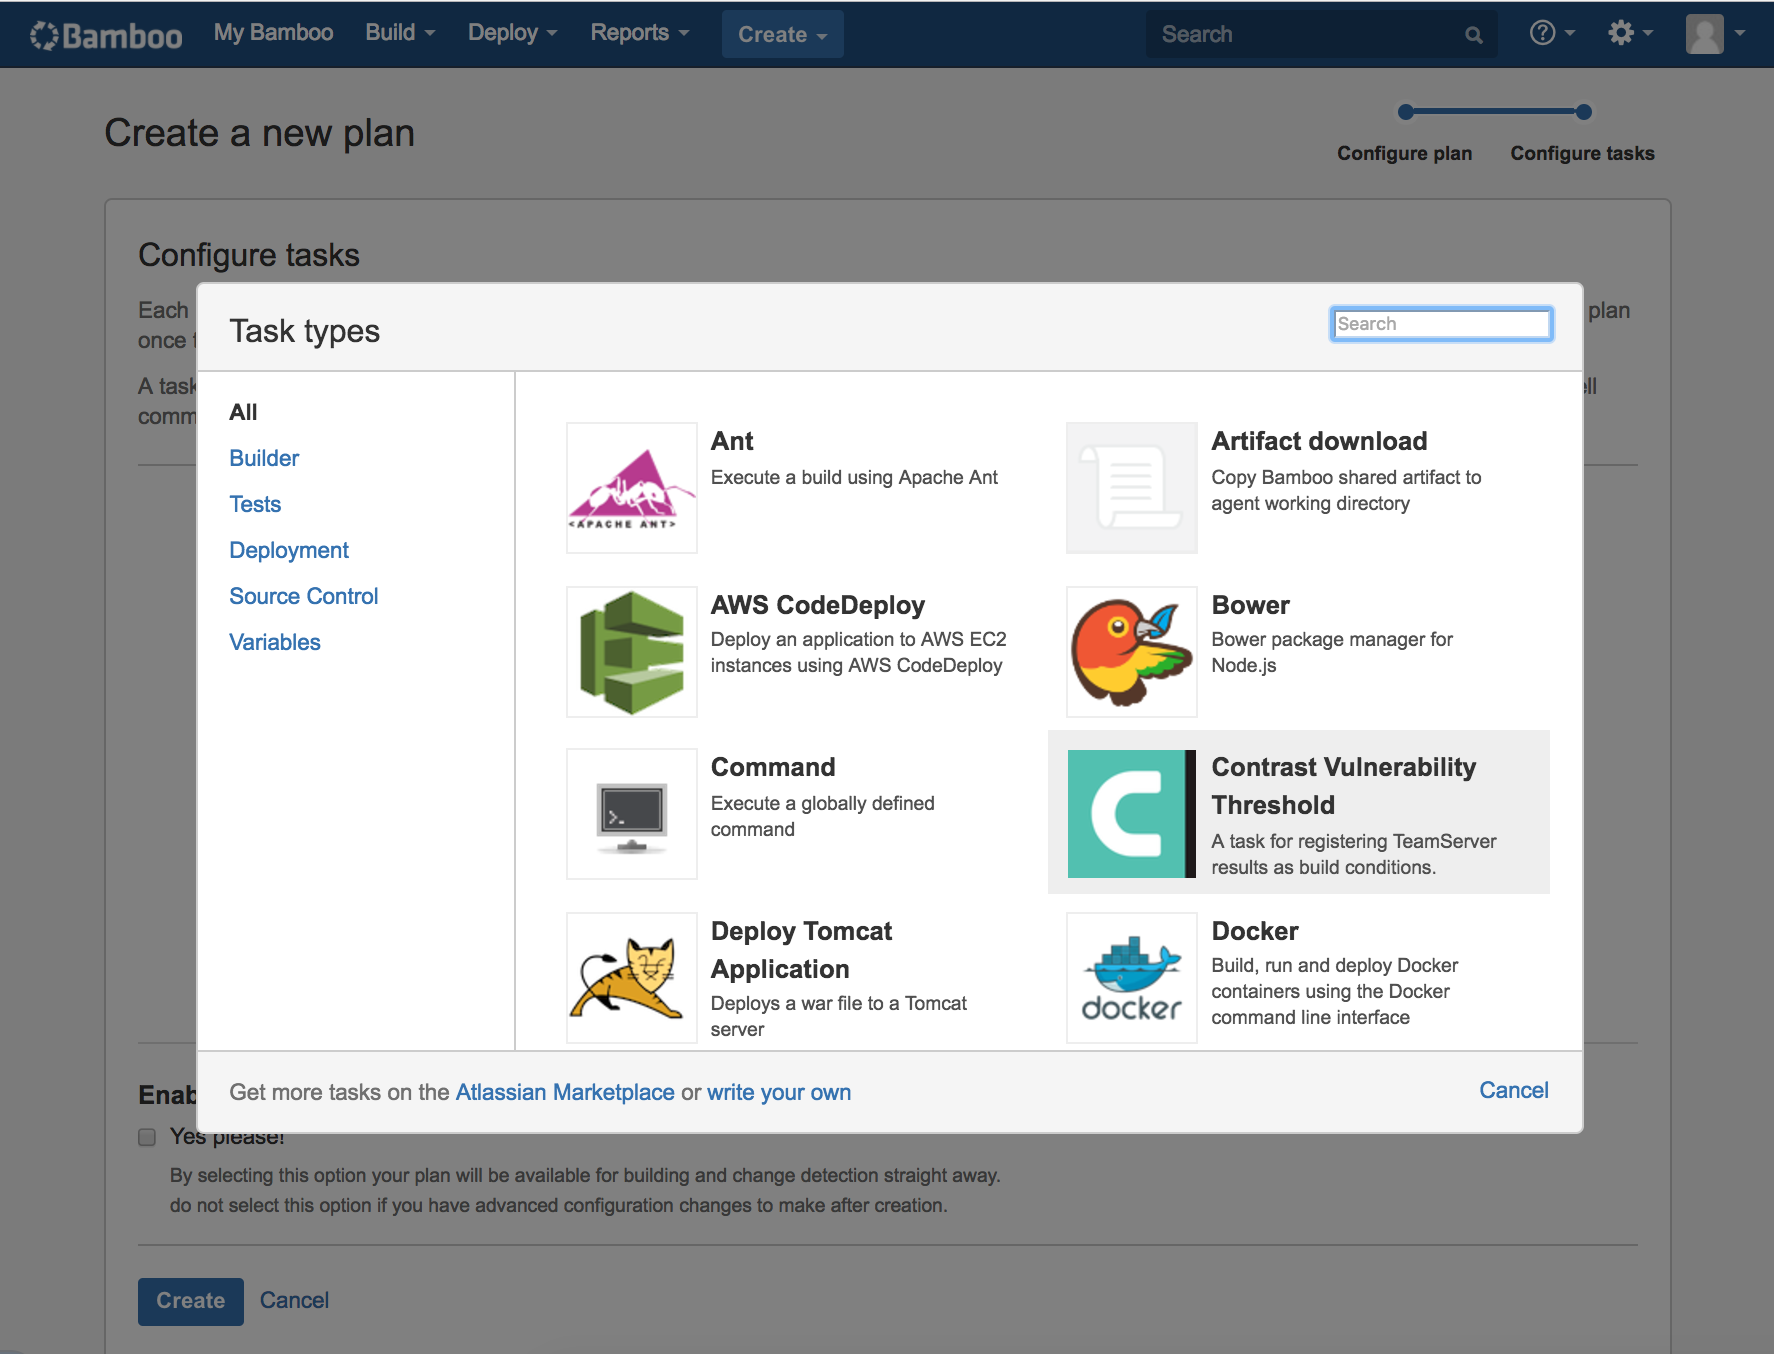 Bamboo
My Bamboo
Build
Deploy
Reports
Create
Search
Create a new plan
Configure plan
Configure tasks
Configure tasks
Each
plan
once
A task
ell
comm
Task types
Search
All
Builder
Tests
Deployment
Source Control
Variables
<APACHE ANT>
Ant
Execute a build using Apache Ant
Artifact download
Copy Bamboo shared artifact to
agent working directory
AWS CodeDeploy
Deploy an application to AWS EC2
instances using AWS CodeDeploy
Bower
Bower package manager for
Node.js
Command
Execute a globally defined
command
Contrast Vulnerability
Threshold
A task for registering TeamServer
results as build conditions.
Deploy Tomcat
Application
Deploys a war file to a Tomcat
server
docker
Docker
Build, run and deploy Docker
containers using the Docker
command line interface
Get more tasks on the Atlassian Marketplace or write your own
Cancel
Enab
Yes please!
By selecting this option your plan will be available for building and change detection straight away.
do not select this option if you have advanced configuration changes to make after creation.
Create
Cancel